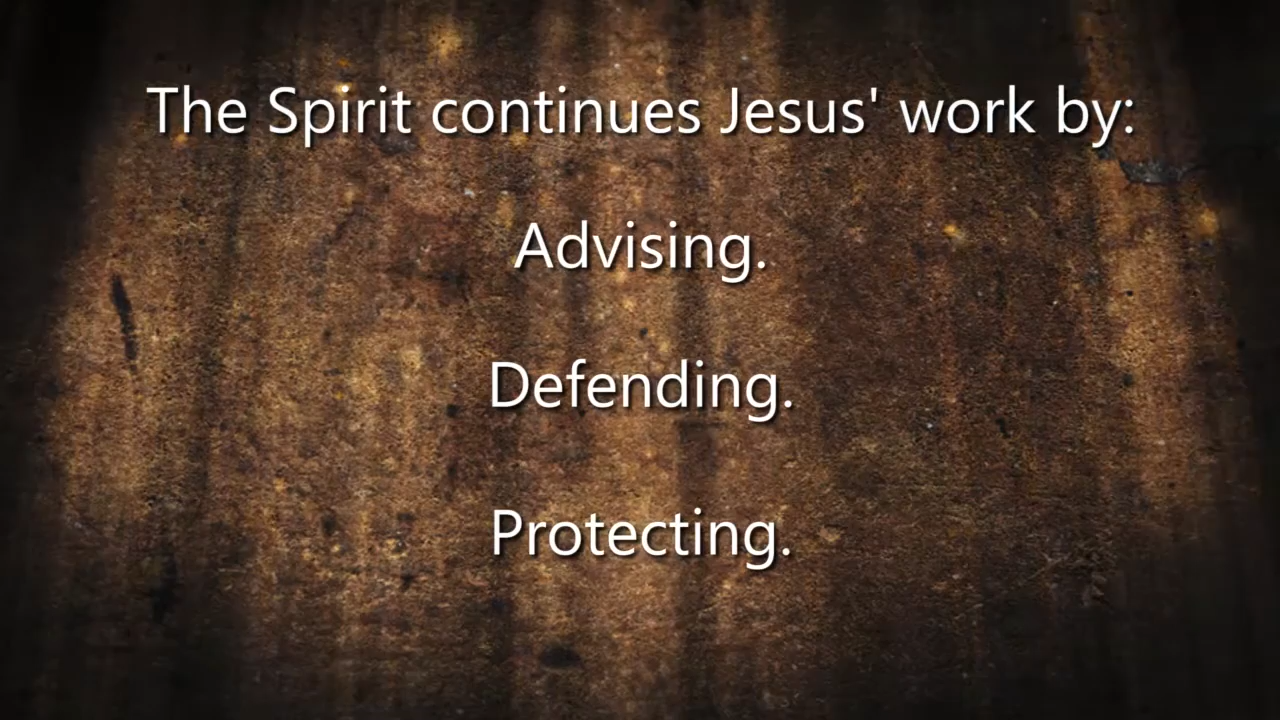 The Spirit continues Jesus' work by:
Advising.
Defending.
Protecting.